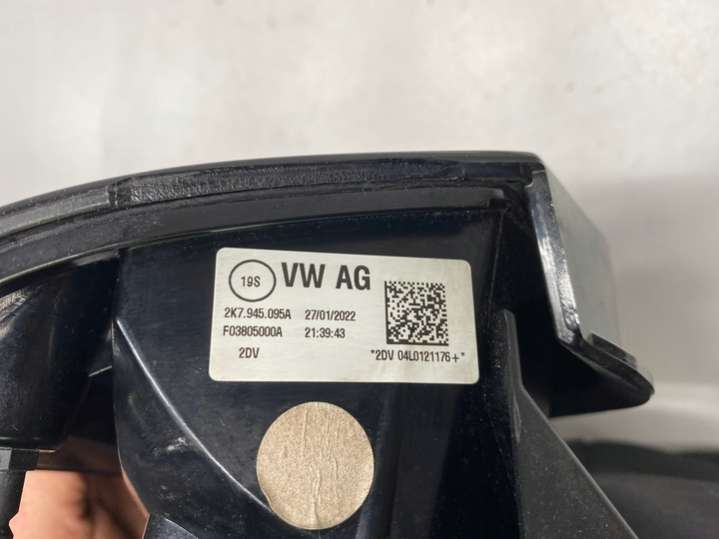 19S VW AG
2K7.945.095A 27/01/2022
F03805000A 21:39:43
2DV *2DV 04L0121176+*